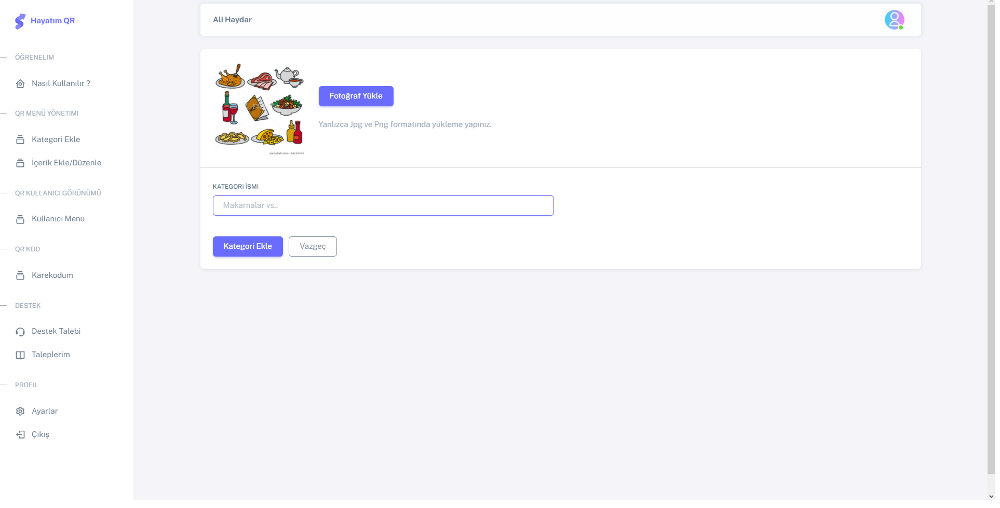 Hayatım QR
ÖĞRENELIM
Nasıl Kullanılır ?
QR MENÜ YÖNETIMI
Kategori Ekle
İçerik Ekle/Düzenle
QR KULLANICI GÖRÜNÜMÜ
Kullanıcı Menu
QR KOD
Karekodum
DESTEK
Destek Talebi
Taleplerim
PROFIL
Ayarlar
Çıkış
Ali Haydar
Fotoğraf Yükle
Yanlızca Jpg ve Png formatında yükleme yapınız.
KATEGORI İSMI
Makarnalar vs..
Kategori Ekle
Vazgeç